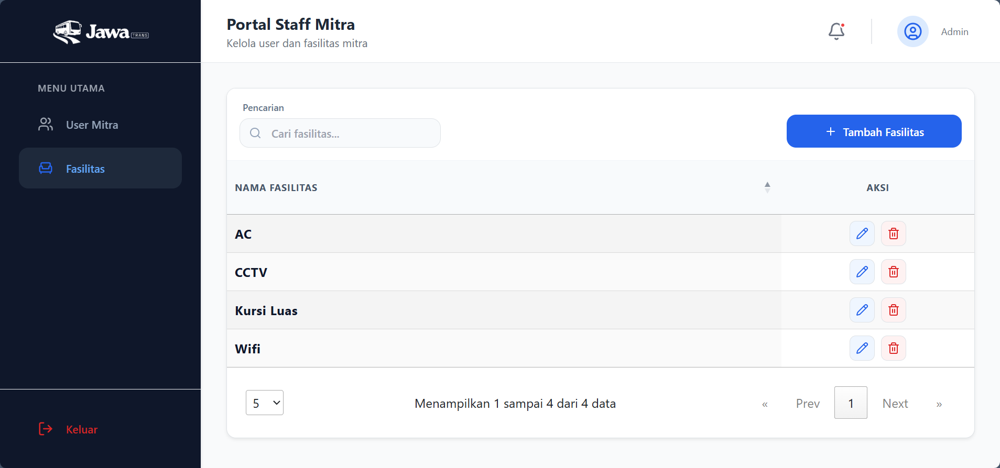 Jawa TRANS
MENU UTAMA
User Mitra
Fasilitas
Keluar
Portal Staff Mitra
Kelola user dan fasilitas mitra
Admin
Pencarian
Cari fasilitas...
+ Tambah Fasilitas
NAMA FASILITAS
AKSI
AC
CCTV
Kursi Luas
Wifi
5
Menampilkan 1 sampai 4 dari 4 data
« Prev 1 Next »